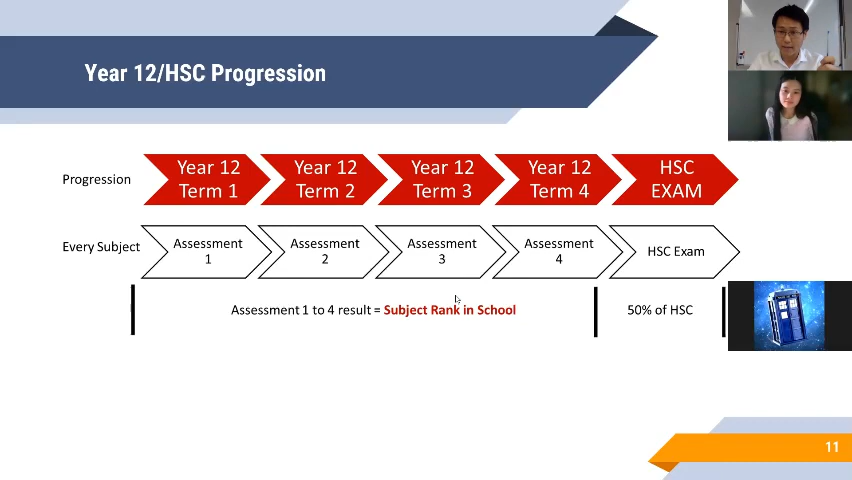 Year 12/HSC Progression
Progression
Year 12
Term 1
Year 12
Term 2
Year 12
Term 3
Year 12
Term 4
HSC
EXAM
Every Subject
Assessment
1
Assessment
2
Assessment
3
Assessment
4
HSC Exam
Assessment 1 to 4 result = Subject Rank in School
50% of HSC
11